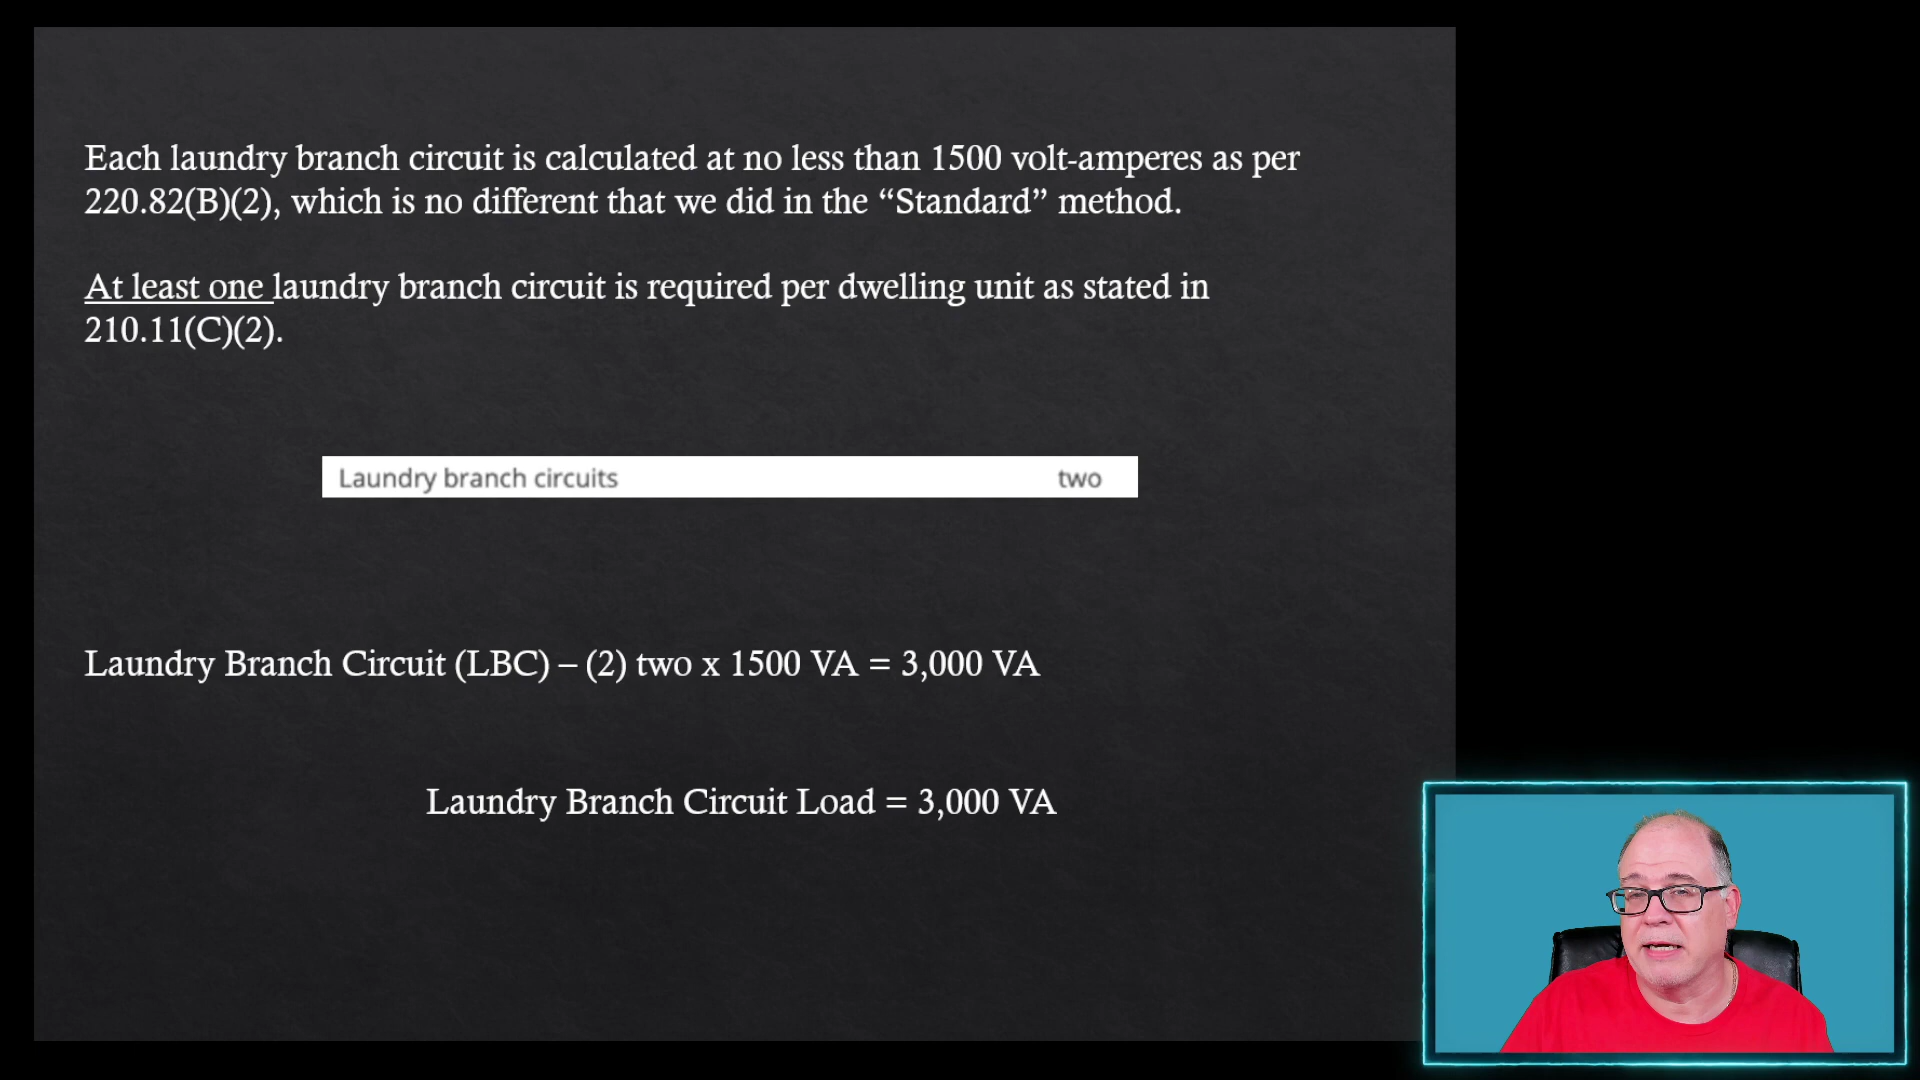 Each laundry branch circuit is calculated at no less than 1500 volt-amperes as per
220.82(B)(2), which is no different that we did in the “Standard” method.
At least one laundry branch circuit is required per dwelling unit as stated in
210.11(C)(2).
Laundry branch circuits two
Laundry Branch Circuit (LBC) – (2) two x 1500 VA = 3,000 VA
Laundry Branch Circuit Load = 3,000 VA